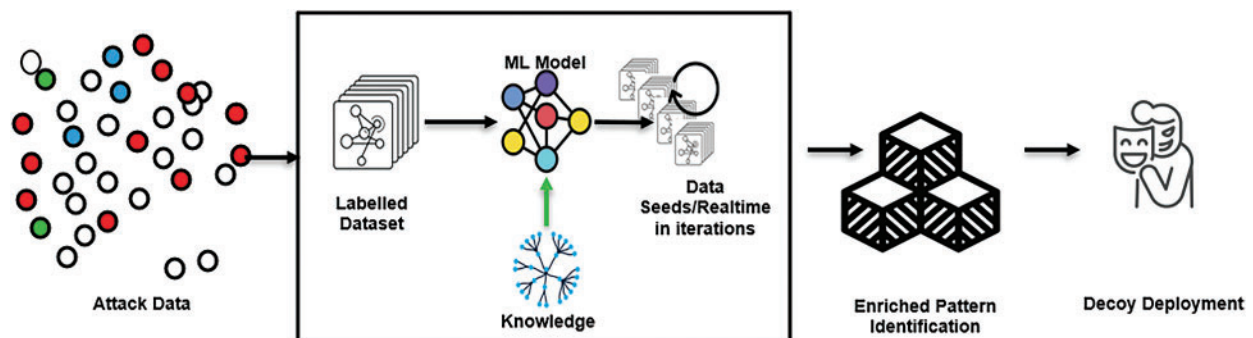 Attack Data
Labelled
Dataset
ML Model
Knowledge
Data
Seeds/Realtime
in iterations
Enriched Pattern
Identification
Decoy Deployment